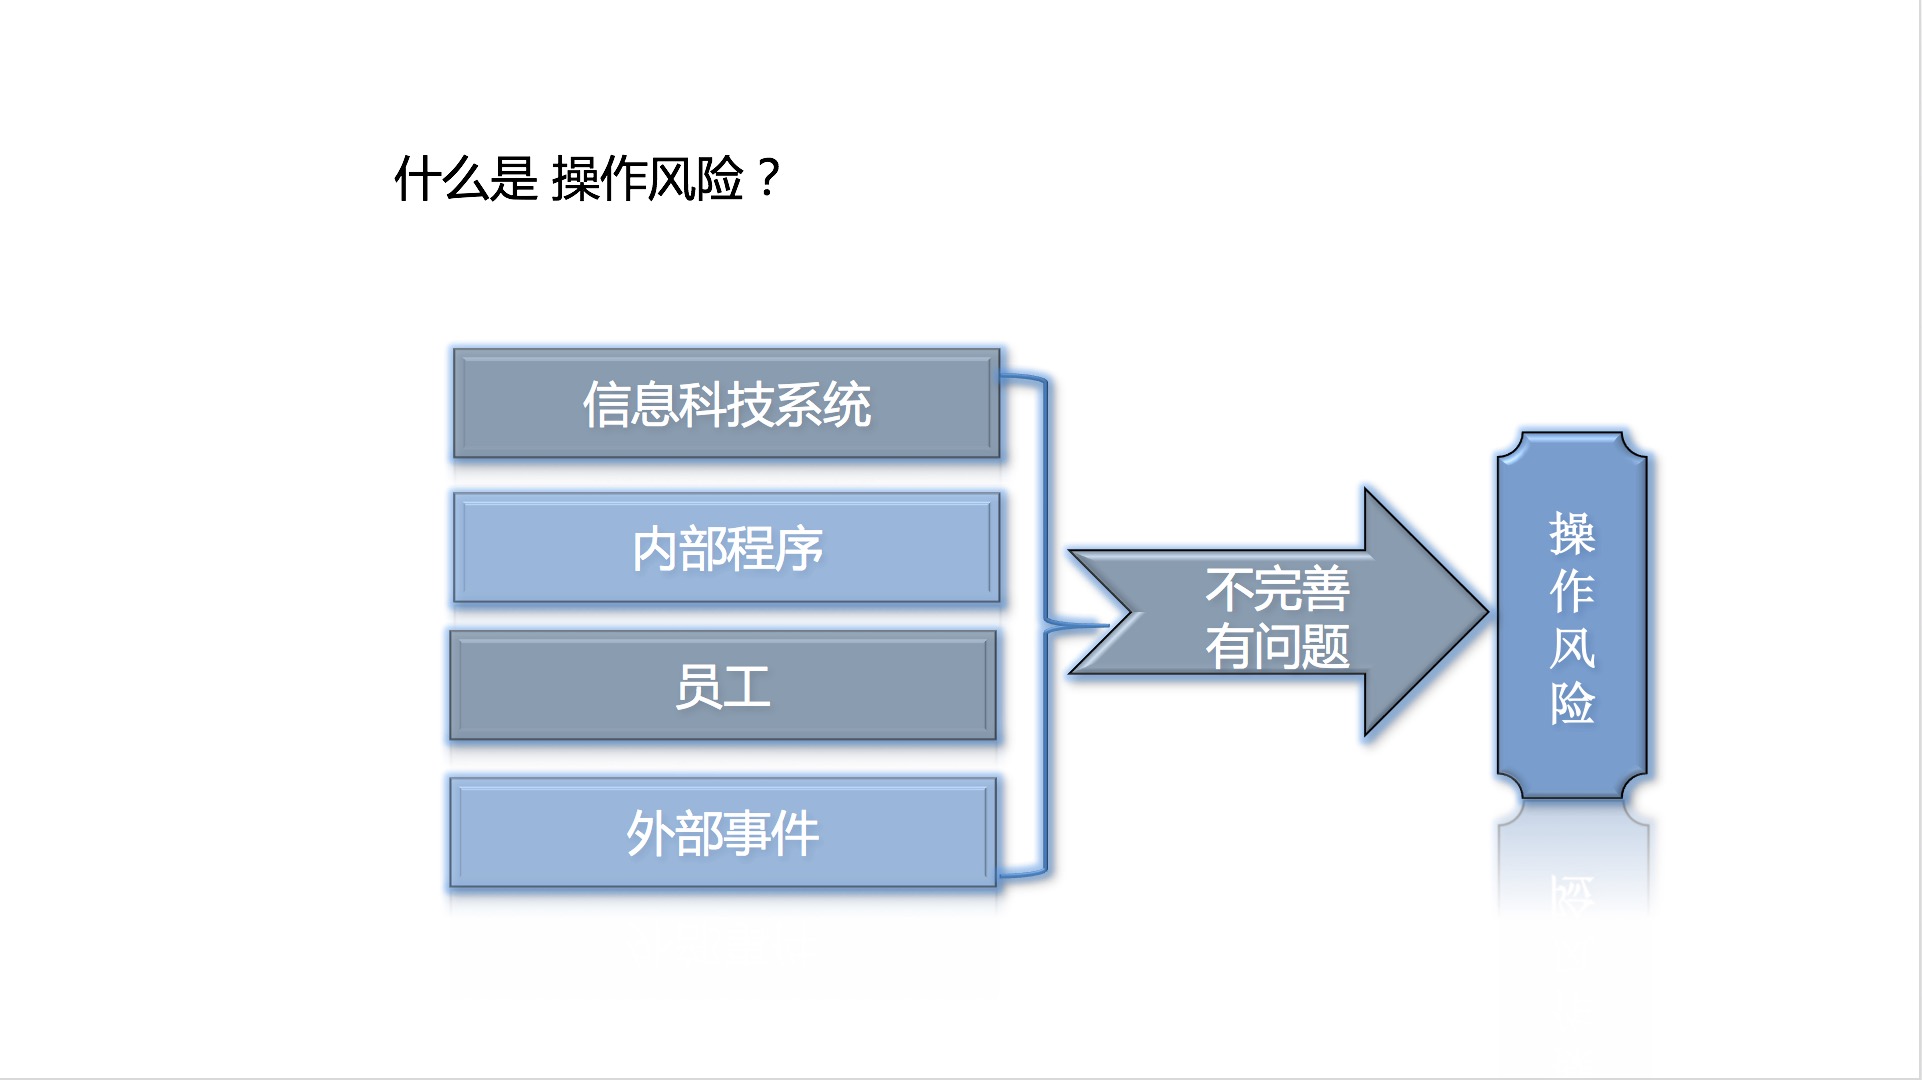 什么是 操作风险？
信息科技系统
内部程序
员工
外部事件
不完善
有问题
操
作
风
险